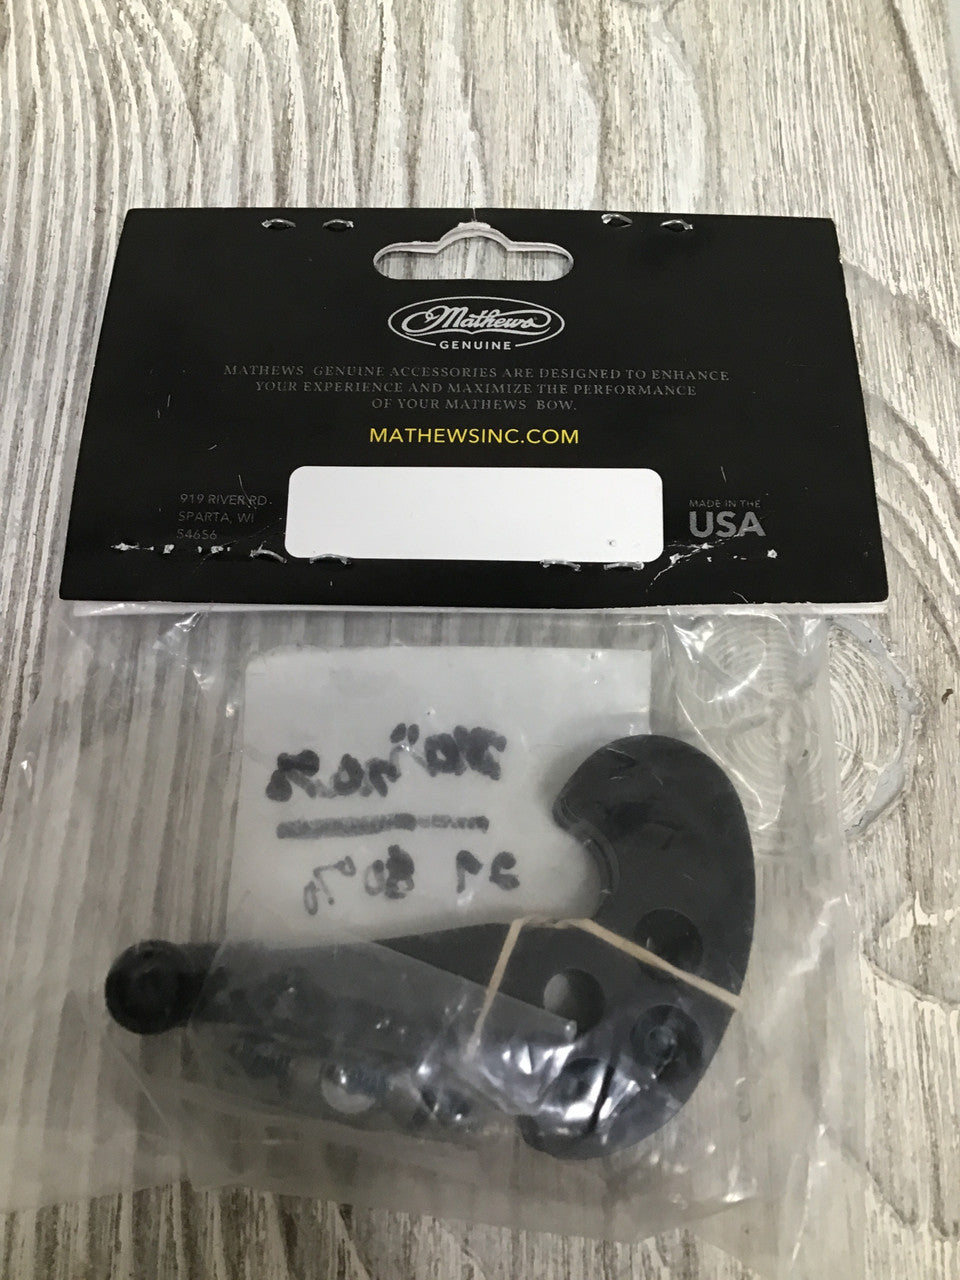 Mathews
GENUINE
MATHEWS GENUINE ACCESSORIES ARE DESIGNED TO ENHANCE
YOUR EXPERIENCE AND MAXIMIZE THE PERFORMANCE
OF YOUR MATHEWS BOW.
MATHEWSINC.COM
919 RIVER RD.
SPARTA, WI
54656
MADE IN THE
USA
80%